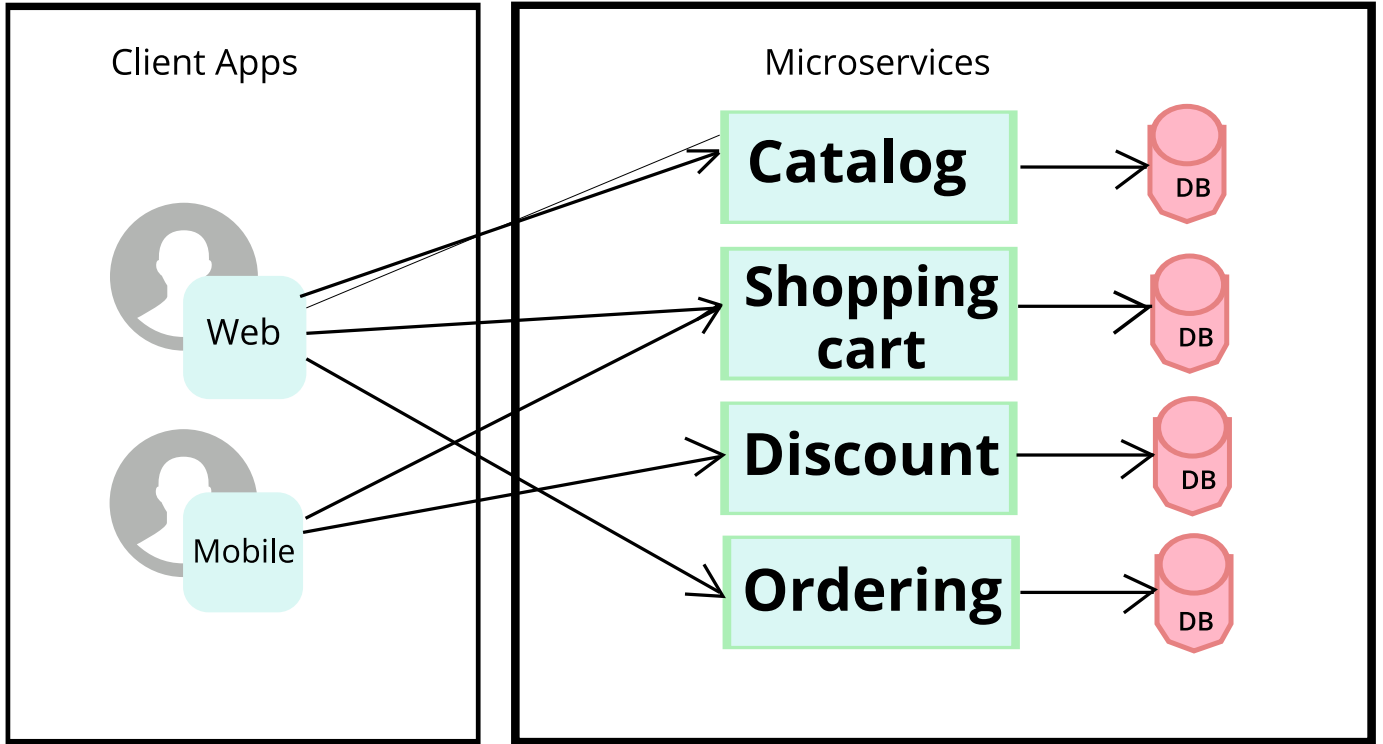 Client Apps
Web
Mobile
Microservices
Catalog
DB
Shopping
cart
DB
Discount
DB
Ordering
DB